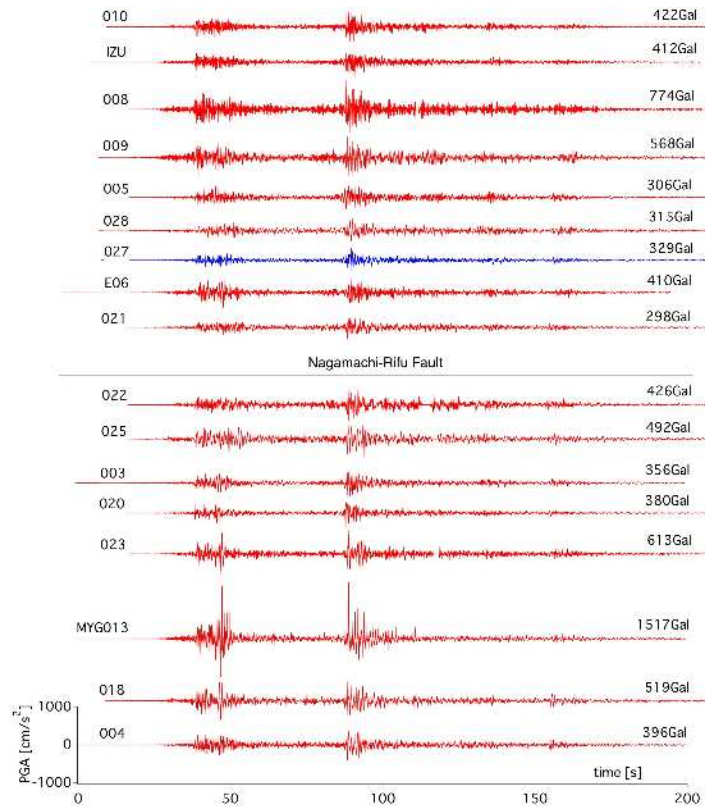 010 422Gal
IZU 412Gal
008 774Gal
009 568Gal
005 306Gal
028 315Gal
027 329Gal
E06 410Gal
021 298Gal
Nagamachi-Rifu Fault
022 426Gal
025 492Gal
003 356Gal
020 380Gal
023 613Gal
MYG013 1517Gal
018 519Gal
004 396Gal
PGA [cm/s²]
1000
0
-1000
time [s]
0 50 100 150 200